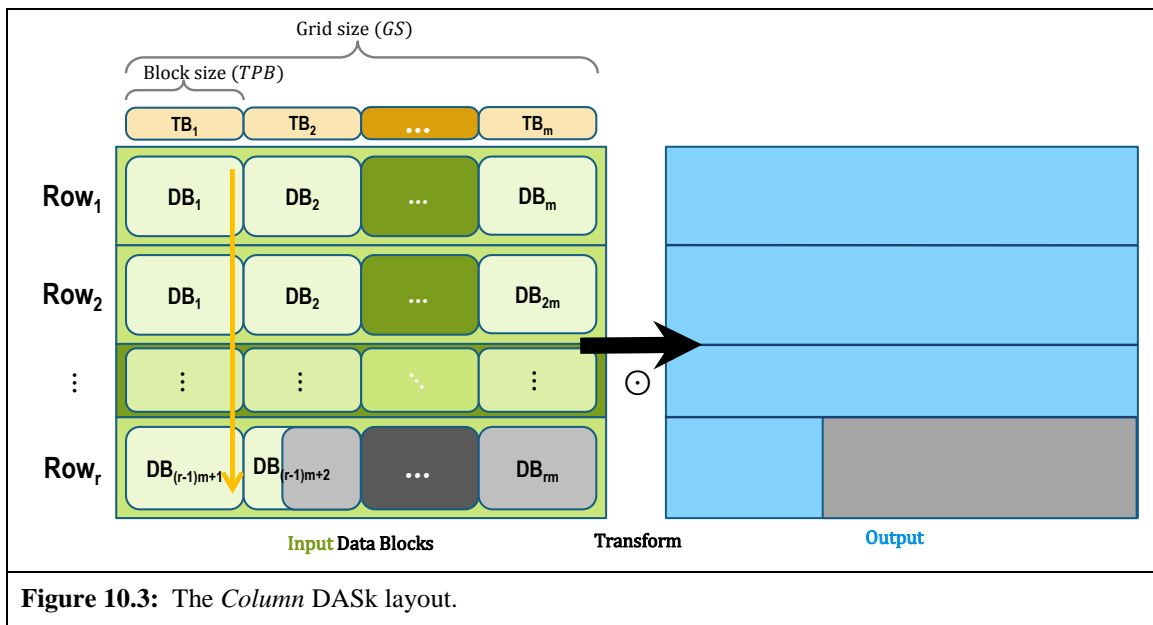 Grid size (GS)
Block size (TPB)
TB₁ TB₂ ... TBₘ
Row₁ DB₁ DB₂ ... DBₘ
Row₂ DB₁ DB₂ ... DB₂ₘ
⋮ ⋮ ⋮ ⋱ ⋮ ⊙
Rowᵣ DB₍ᵣ₋₁₎ₘ₊₁ DB₍ᵣ₋₁₎ₘ₊₂ ... DBᵣₘ
Input Data Blocks Transform Output
Figure 10.3: The Column DASk layout.